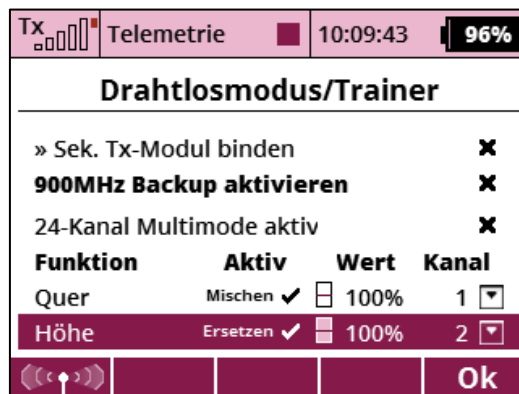 Tx Telemetrie 10:09:43 96%
Drahtlosmodus/Trainer
» Sek. Tx-Modul binden
900MHz Backup aktivieren
24-Kanal Multimode aktiv
Funktion Aktiv Wert Kanal
Quer Mischen 100% 1
Höhe Ersetzen 100% 2
Ok